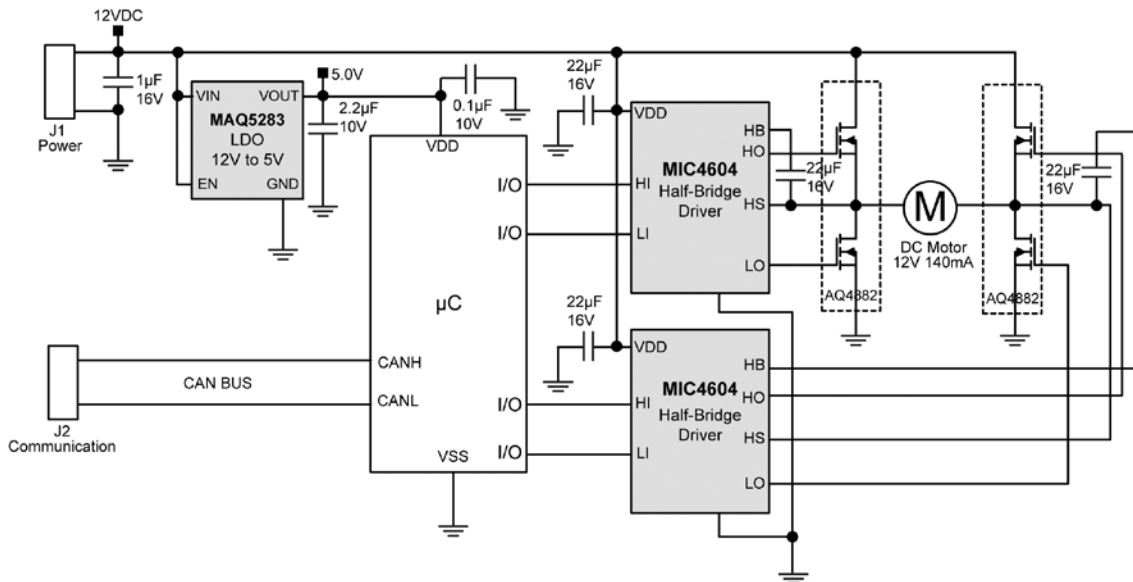 12VDC
J1
Power
1µF
16V
VIN
VOUT
MAQ5283
LDO
12V to 5V
EN
GND
5.0V
2.2µF
10V
0.1µF
10V
VDD
I/O
I/O
µC
CANH
CANL
I/O
I/O
VSS
CAN BUS
J2
Communication
22µF
16V
VDD
HB
HO
MIC4604
Half-Bridge
Driver
HI
HS
LI
LO
22µF
16V
AQ4882
M
DC Motor
12V 140mA
AQ4882
22µF
16V
22µF
16V
VDD
HB
MIC4604
Half-Bridge
Driver
HI
HO
HS
LI
LO